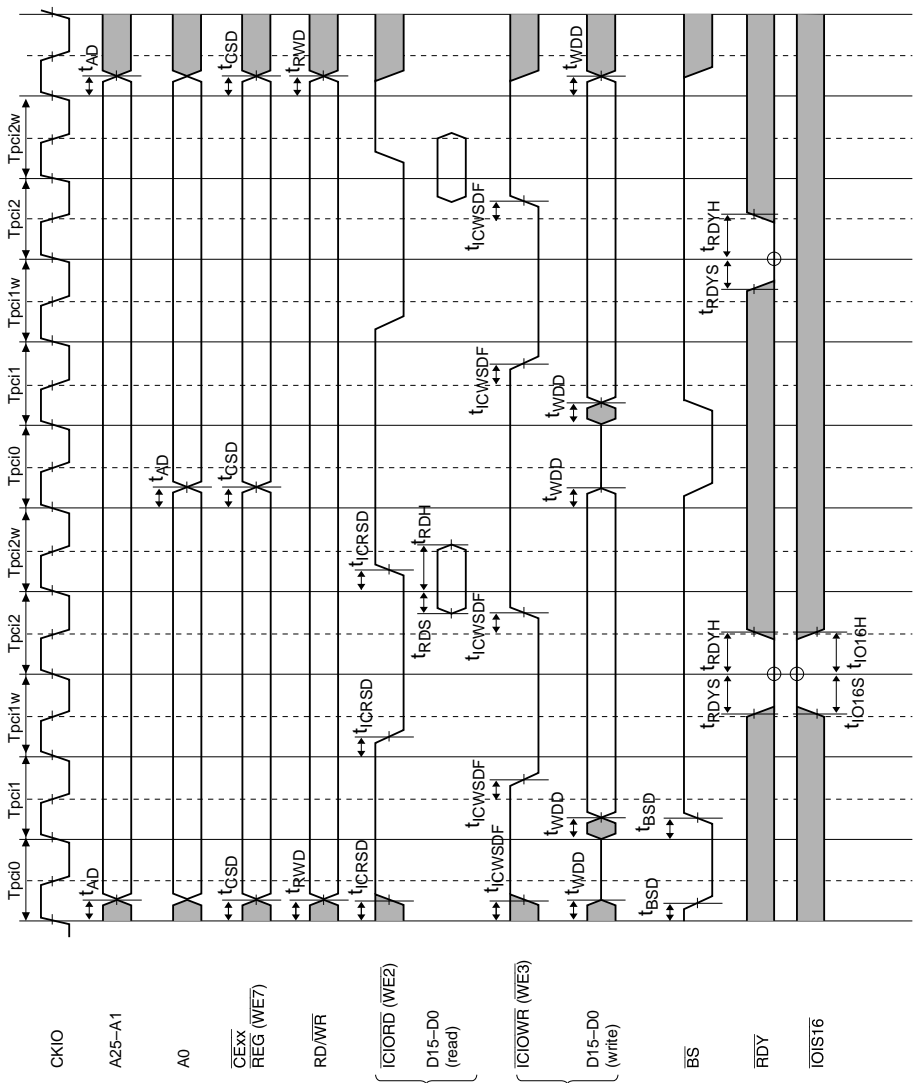 Tpci0 Tpci1 Tpci1w Tpci2 Tpci2w Tpci0 Tpci1 Tpci1w Tpci2 Tpci2w
CKIO
tAD tAD
A25–A1
tAD
A0
tCSD tCSD tCSD
CExx
REG (WE7)
tRWD tRWD
RD/WR
tICRSD tICRSD tICRSD
ICIORD (WE2)
tRDS tRDH
D15–D0
(read)
tICWSDF tICWSDF tICWSDF tICWSDF tICWSDF
ICIOWR (WE3)
tWDD tWDD tWDD tWDD tWDD
D15–D0
(write)
tBSD tBSD
BS
tRDYS tRDYH tRDYS tRDYH
RDY
IOIS16
tIO16S tIO16H